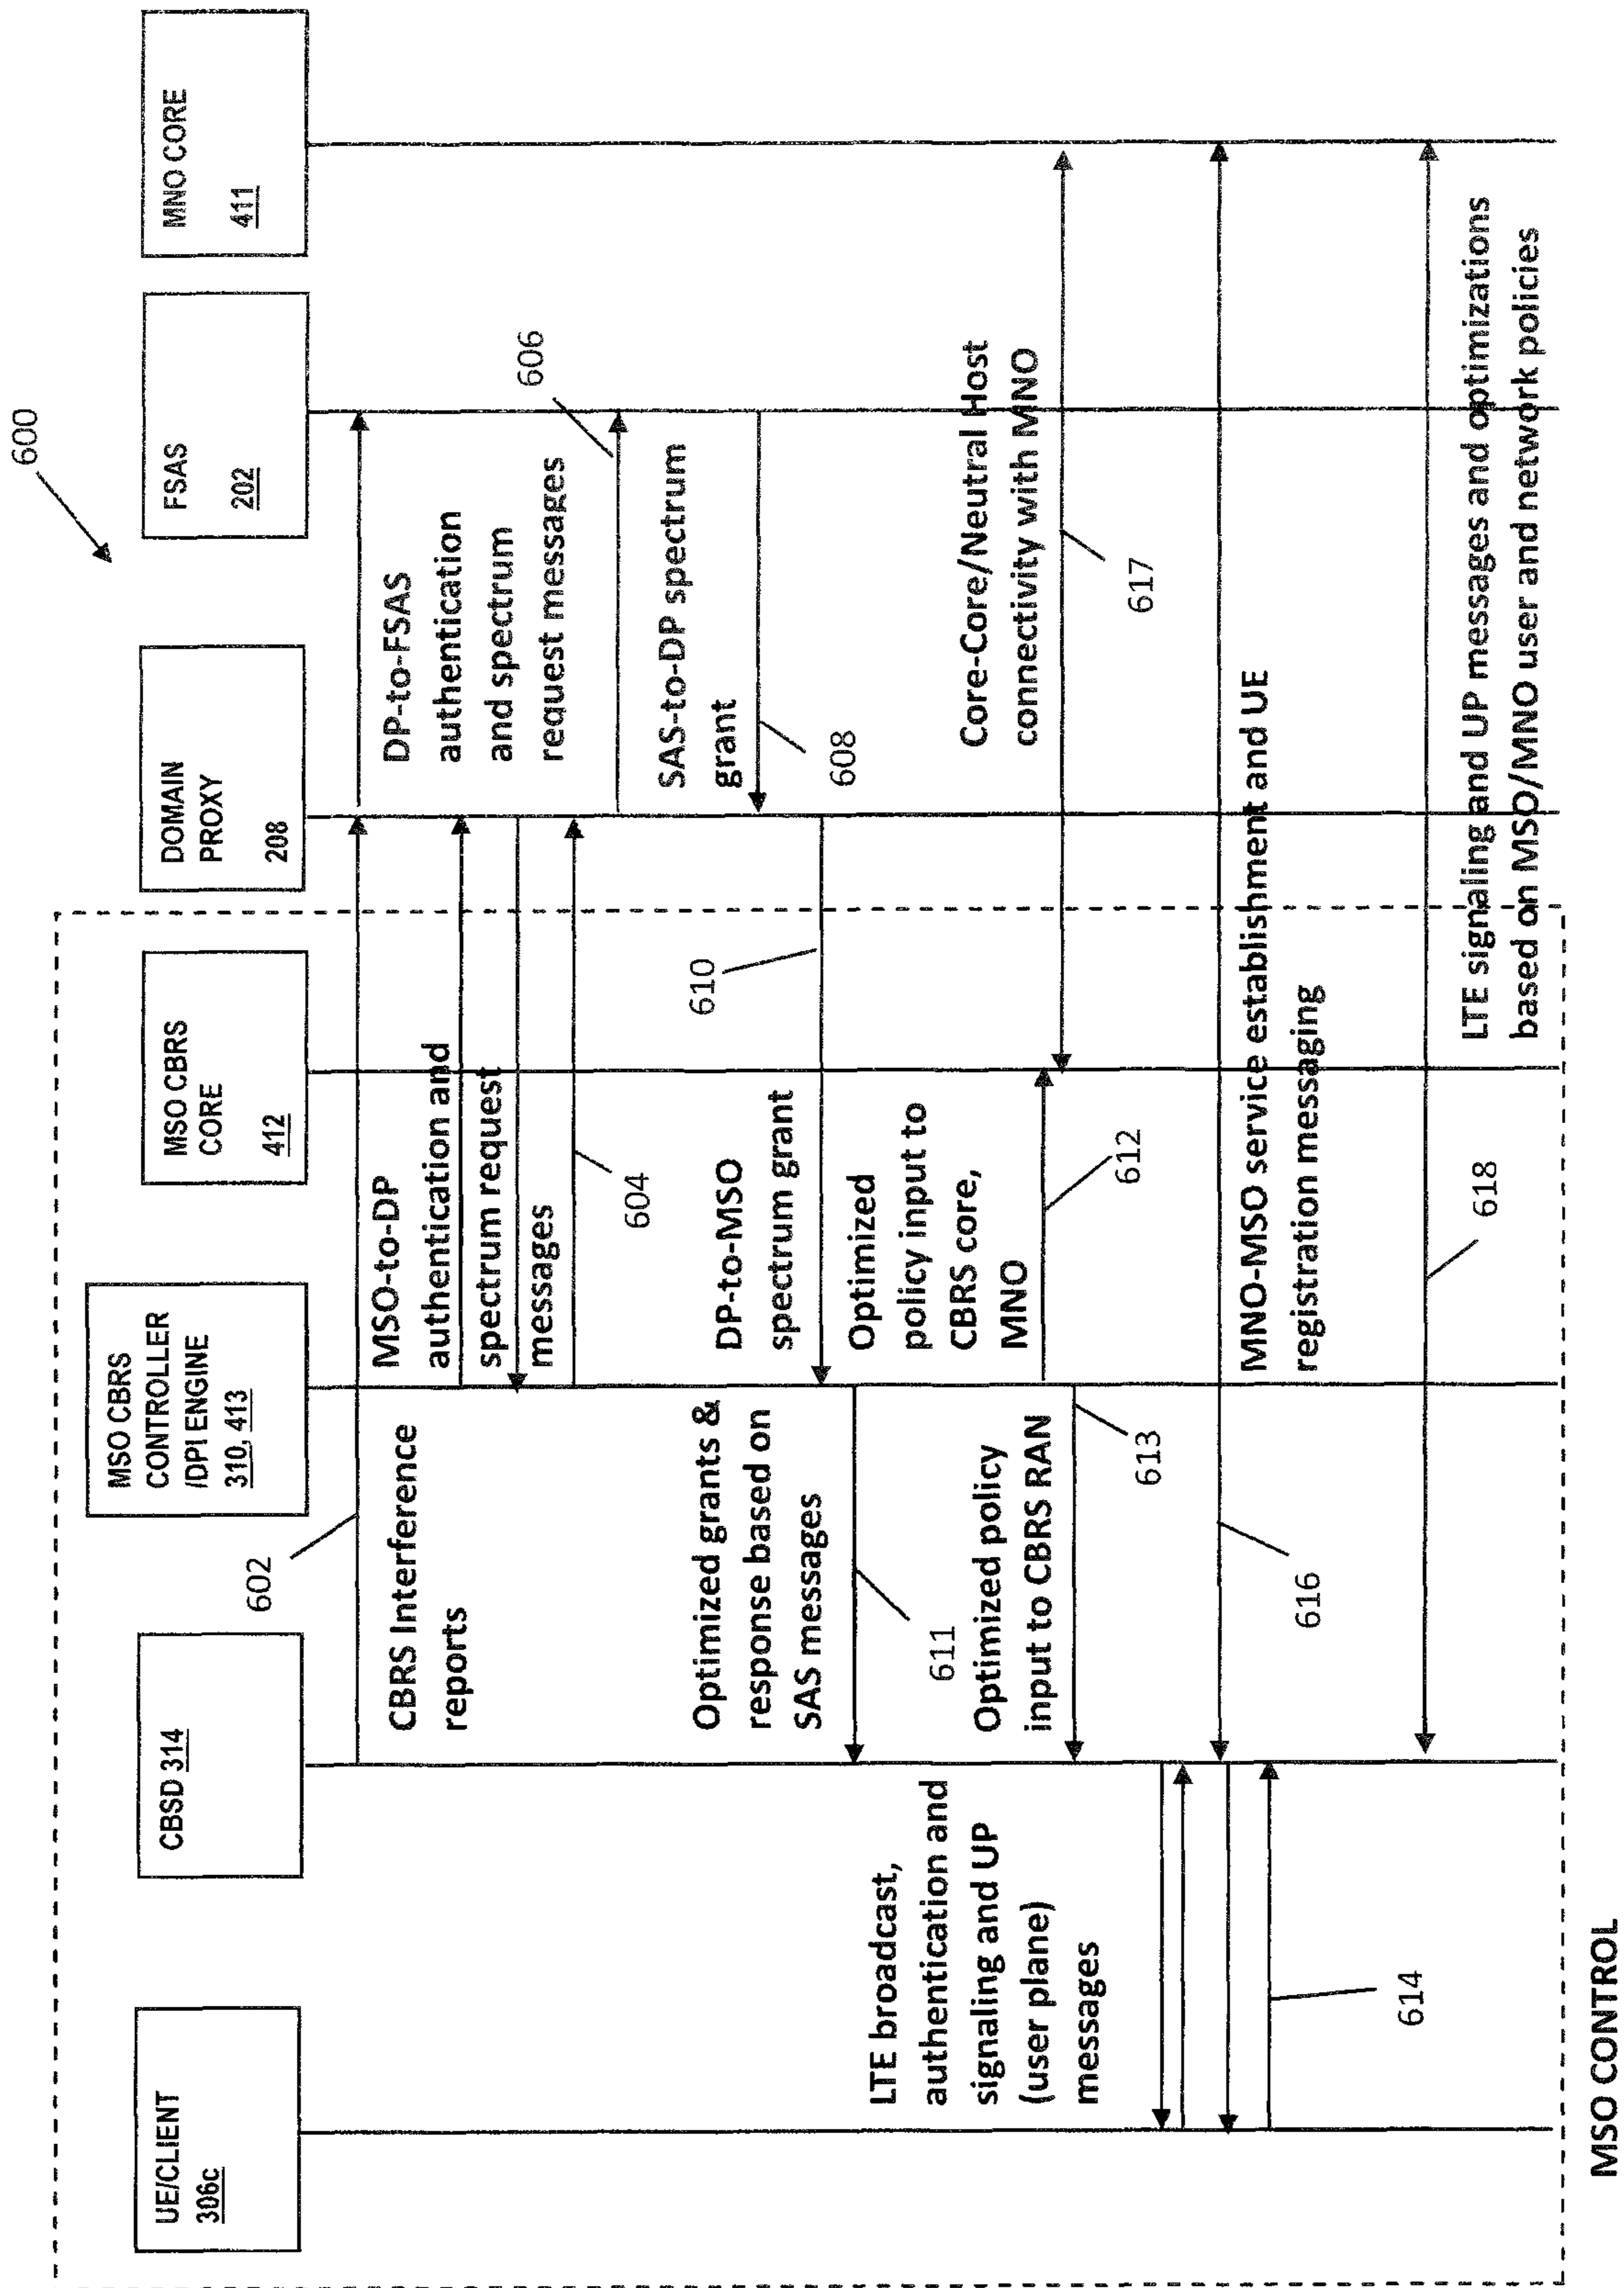 600
UE/CLIENT
306c
CBSD 314
MSO CBRS
CONTROLLER
/DPI ENGINE
310, 413
MSO CBRS
CORE
412
DOMAIN
PROXY
208
FSAS
202
MNO CORE
411
602
CBRS Interference
reports
MSO-to-DP
authentication and
spectrum request
messages
604
DP-to-FSAS
authentication
and spectrum
request messages
606
SAS-to-DP spectrum
grant
608
610
DP-to-MSO
spectrum grant
Optimized grants &
response based on
SAS messages
611
Optimized
policy input to
CBRS core,
MNO
612
Optimized policy
input to CBRS RAN
613
Core-Core/Neutral Host
connectivity with MNO
617
LTE broadcast,
authentication and
signaling and UP
(user plane)
messages
614
MNO-MSO service establishment and UE
registration messaging
616
618
LTE signaling and UP messages and optimizations
based on MSO/MNO user and network policies
MSO CONTROL